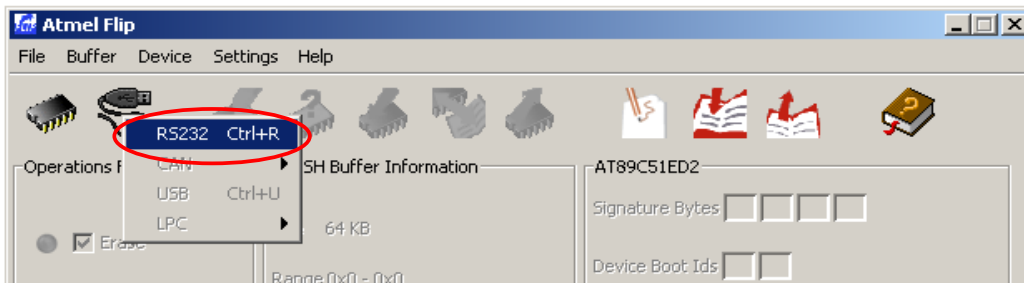 Atmel Flip
File Buffer Device Settings Help
RS232 Ctrl+R
CAN
USB Ctrl+U
LPC
Operations
SH Buffer Information
64 KB
Range 0x0 - 0x0
Erase
AT89C51ED2
Signature Bytes
Device Boot Ids